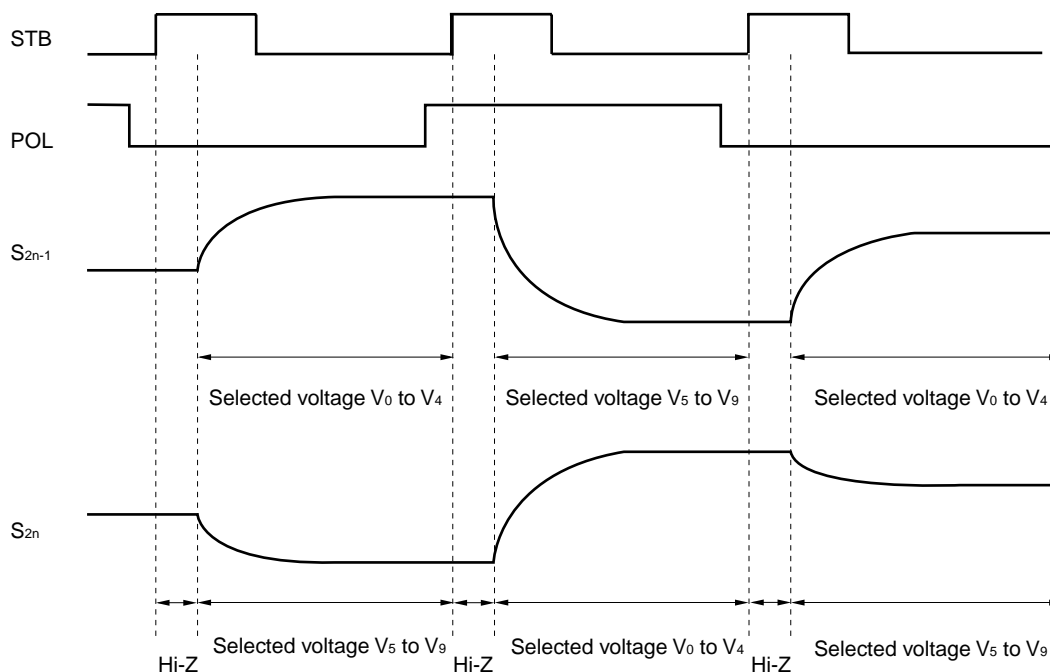 STB
POL
S2n-1
Selected voltage V0 to V4 Selected voltage V5 to V9 Selected voltage V0 to V4
S2n
Selected voltage V5 to V9 Selected voltage V0 to V4 Selected voltage V5 to V9
Hi-Z Hi-Z Hi-Z